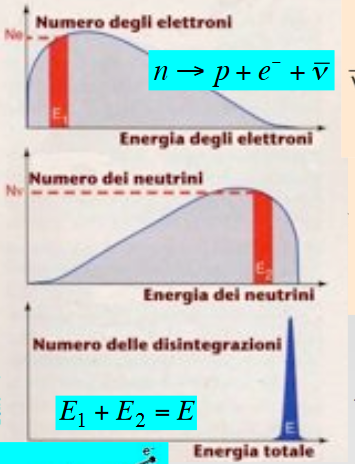 Numero degli elettroni
Ne
n → p + e⁻ + ν̅
E₁
Energia degli elettroni
Numero dei neutrini
Nν
E₂
Energia dei neutrini
Numero delle disintegrazioni
E₁ + E₂ = E
E
Energia totale
e⁻